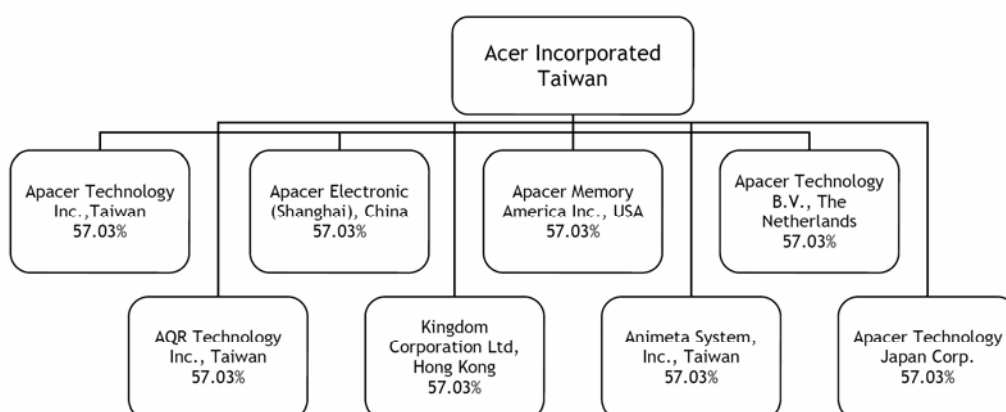 Acer Incorporated
Taiwan
Apacer Technology
Inc.,Taiwan
57.03%
Apacer Electronic
(Shanghai), China
57.03%
Apacer Memory
America Inc., USA
57.03%
Apacer Technology
B.V., The
Netherlands
57.03%
AQR Technology
Inc., Taiwan
57.03%
Kingdom
Corporation Ltd,
Hong Kong
57.03%
Animeta System,
Inc., Taiwan
57.03%
Apacer Technology
Japan Corp.
57.03%